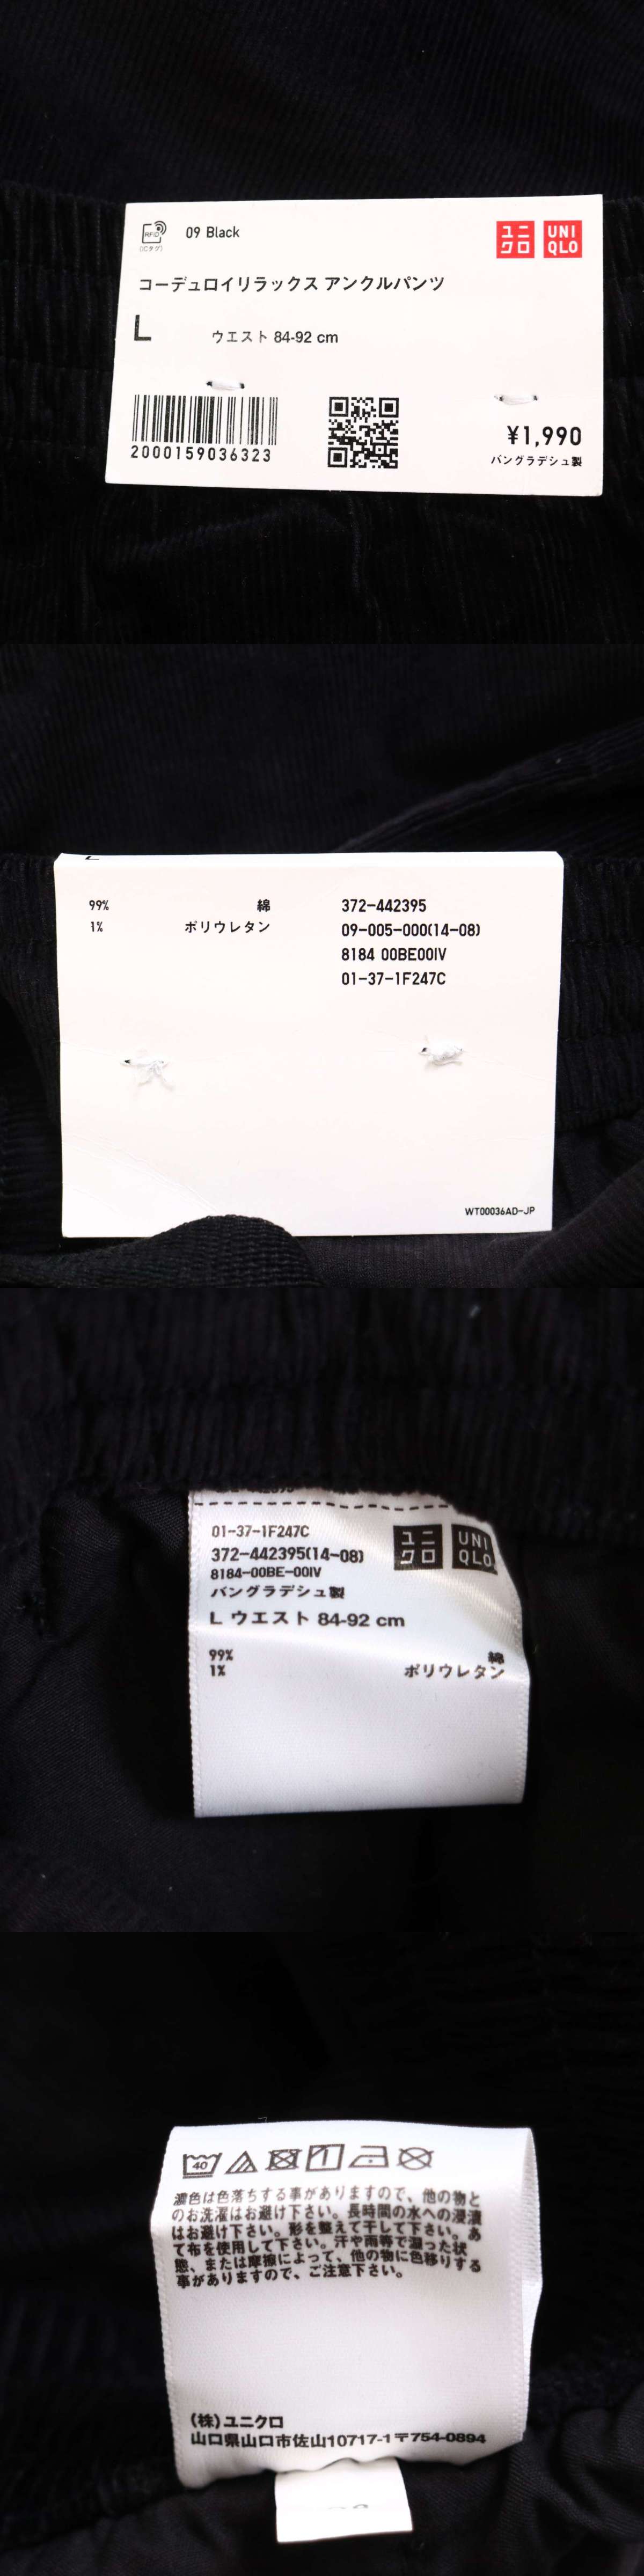 RFID
(ICタグ)
09 Black
ユニ
クロ
UNI
QLO
コーデュロイリラックス アンクルパンツ
L
ウエスト 84-92 cm
2000159036323
¥1,990
バングラデシュ製
99% 綿
1% ポリウレタン
372-442395
09-005-000(14-08)
8184 00BE00IV
01-37-1F247C
WT00036AD-JP
01-37-1F247C
372-442395(14-08)
8184-00BE-00IV
バングラデシュ製
ユニ
クロ
UNI
QLO
L ウエスト 84-92 cm
99% 綿
1% ポリウレタン
40
濃色は色落ちする事がありますので、他の物と
のお洗濯はお避け下さい。長時間の水への浸漬
はお避け下さい。形を整えて干して下さい。あ
て布を使用して下さい。汗や雨等で湿った状
態、または摩擦によって、他の物に色移りする
事がありますので、ご注意下さい。
(株)ユニクロ
山口県山口市佐山10717-1〒754-0894